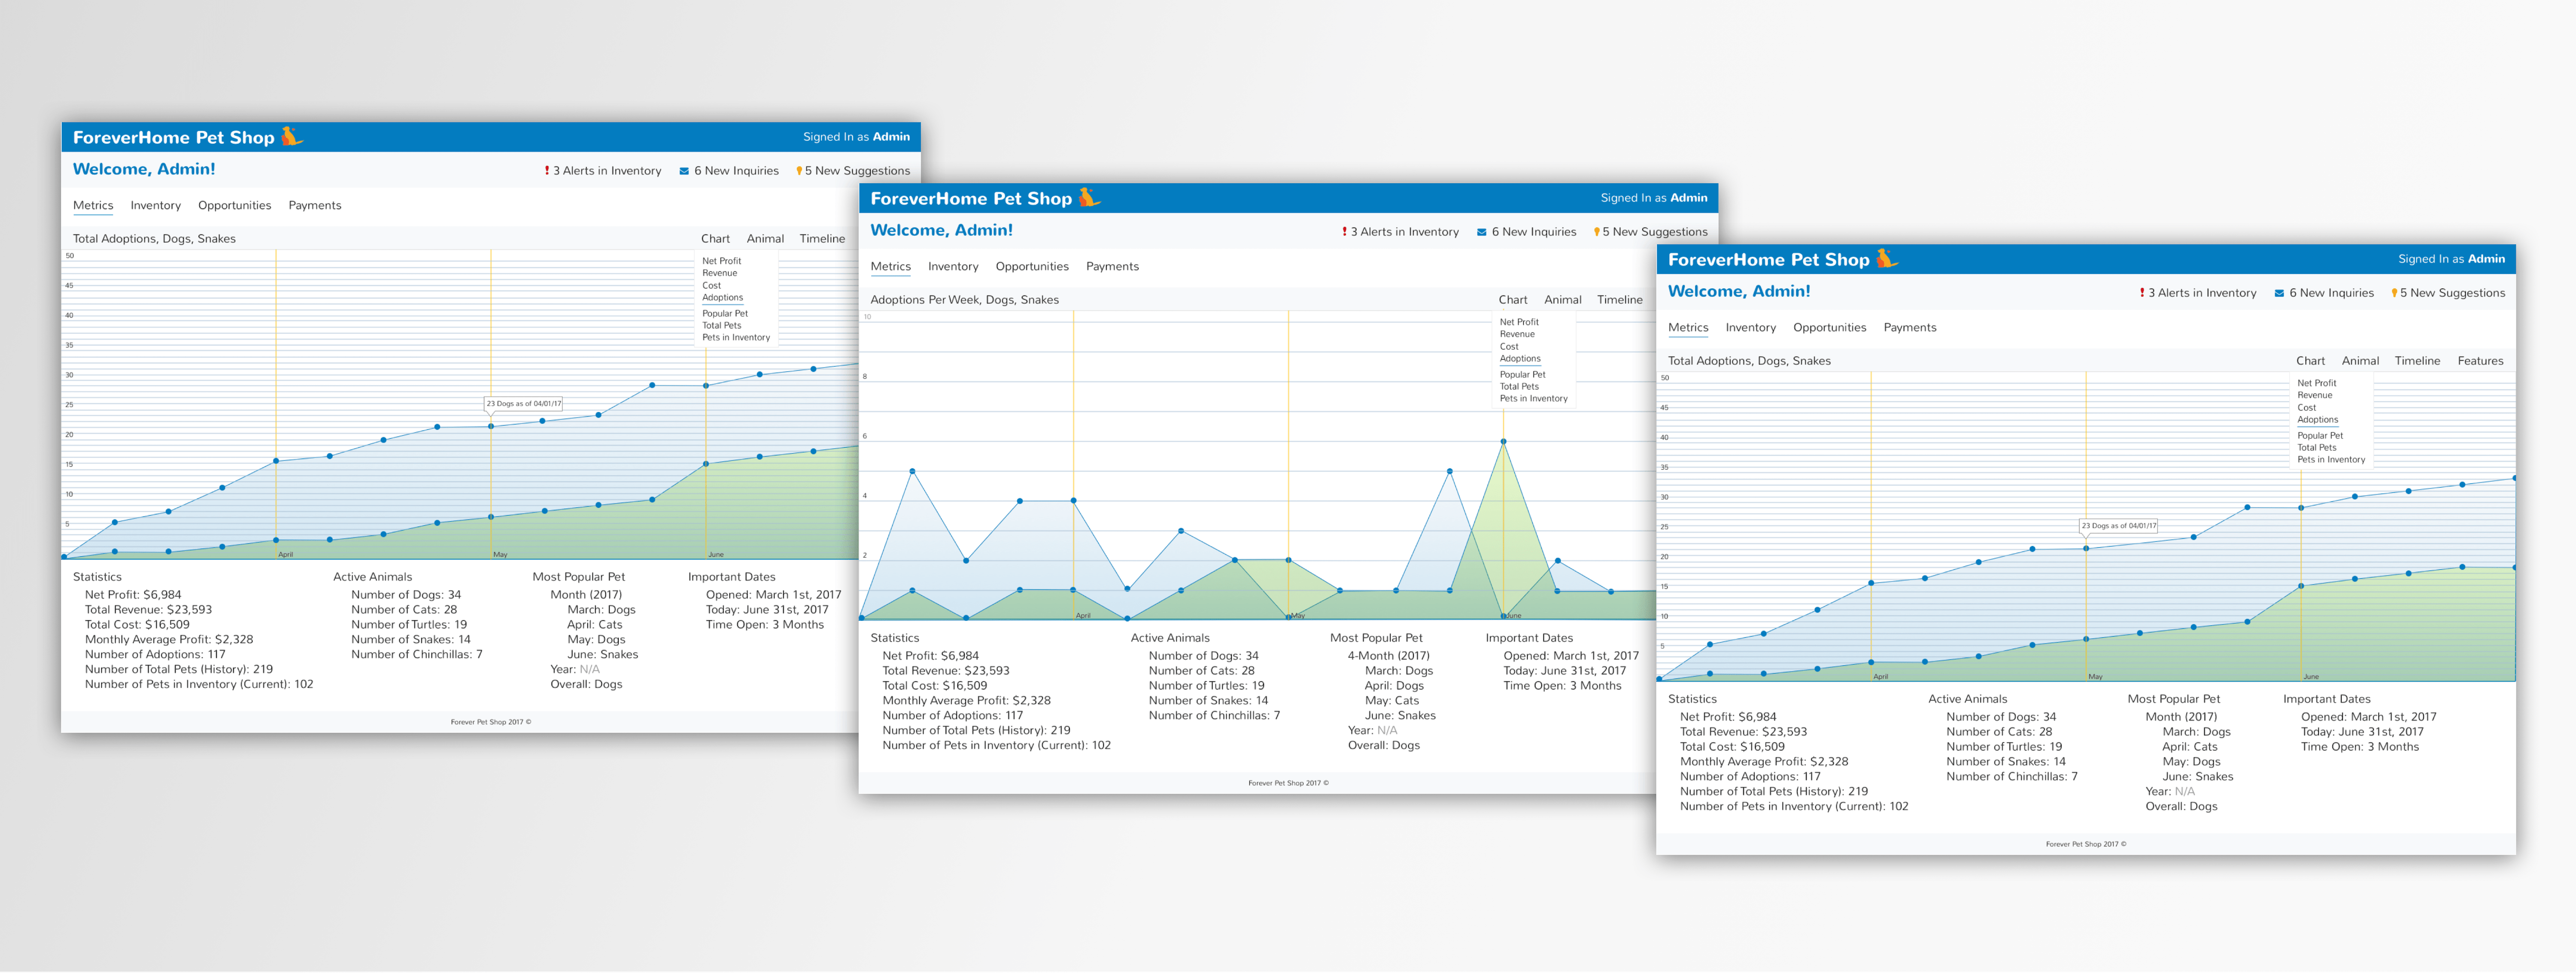 ForeverHome Pet Shop
Signed In as Admin
Welcome, Admin!
3 Alerts in Inventory 6 New Inquiries 5 New Suggestions
Metrics Inventory Opportunities Payments
Total Adoptions, Dogs, Snakes
Chart Animal Timeline
Net Profit
Revenue
Cost
Adoptions
Popular Pet
Total Pets
Pets in Inventory
50
45
40
35
30
25
20
15
10
5
23 Dogs as of 04/01/17
April May June
Statistics
Net Profit: $6,984
Total Revenue: $23,593
Total Cost: $16,509
Monthly Average Profit: $2,328
Number of Adoptions: 117
Number of Total Pets (History): 219
Number of Pets in Inventory (Current): 102
Active Animals
Number of Dogs: 34
Number of Cats: 28
Number of Turtles: 19
Number of Snakes: 14
Number of Chinchillas: 7
Most Popular Pet
Month (2017)
March: Dogs
April: Cats
May: Dogs
June: Snakes
Year: N/A
Overall: Dogs
Important Dates
Opened: March 1st, 2017
Today: June 31st, 2017
Time Open: 3 Months
Forever Pet Shop 2017 ©
ForeverHome Pet Shop
Signed In as Admin
Welcome, Admin!
3 Alerts in Inventory 6 New Inquiries 5 New Suggestions
Metrics Inventory Opportunities Payments
Adoptions Per Week, Dogs, Snakes
Chart Animal Timeline
Net Profit
Revenue
Cost
Adoptions
Popular Pet
Total Pets
Pets in Inventory
10
8
6
4
2
April May June
Statistics
Net Profit: $6,984
Total Revenue: $23,593
Total Cost: $16,509
Monthly Average Profit: $2,328
Number of Adoptions: 117
Number of Total Pets (History): 219
Number of Pets in Inventory (Current): 102
Active Animals
Number of Dogs: 34
Number of Cats: 28
Number of Turtles: 19
Number of Snakes: 14
Number of Chinchillas: 7
Most Popular Pet
4-Month (2017)
March: Dogs
April: Dogs
May: Cats
June: Snakes
Year: N/A
Overall: Dogs
Important Dates
Opened: March 1st, 2017
Today: June 31st, 2017
Time Open: 3 Months
Forever Pet Shop 2017 ©
ForeverHome Pet Shop
Signed In as Admin
Welcome, Admin!
3 Alerts in Inventory 6 New Inquiries 5 New Suggestions
Metrics Inventory Opportunities Payments
Total Adoptions, Dogs, Snakes
Chart Animal Timeline Features
Net Profit
Revenue
Cost
Adoptions
Popular Pet
Total Pets
Pets in Inventory
50
45
40
35
30
25
20
15
10
5
23 Dogs as of 04/01/17
April May June
Statistics
Net Profit: $6,984
Total Revenue: $23,593
Total Cost: $16,509
Monthly Average Profit: $2,328
Number of Adoptions: 117
Number of Total Pets (History): 219
Number of Pets in Inventory (Current): 102
Active Animals
Number of Dogs: 34
Number of Cats: 28
Number of Turtles: 19
Number of Snakes: 14
Number of Chinchillas: 7
Most Popular Pet
Month (2017)
March: Dogs
April: Cats
May: Dogs
June: Snakes
Year: N/A
Overall: Dogs
Important Dates
Opened: March 1st, 2017
Today: June 31st, 2017
Time Open: 3 Months
Forever Pet Shop 2017 ©